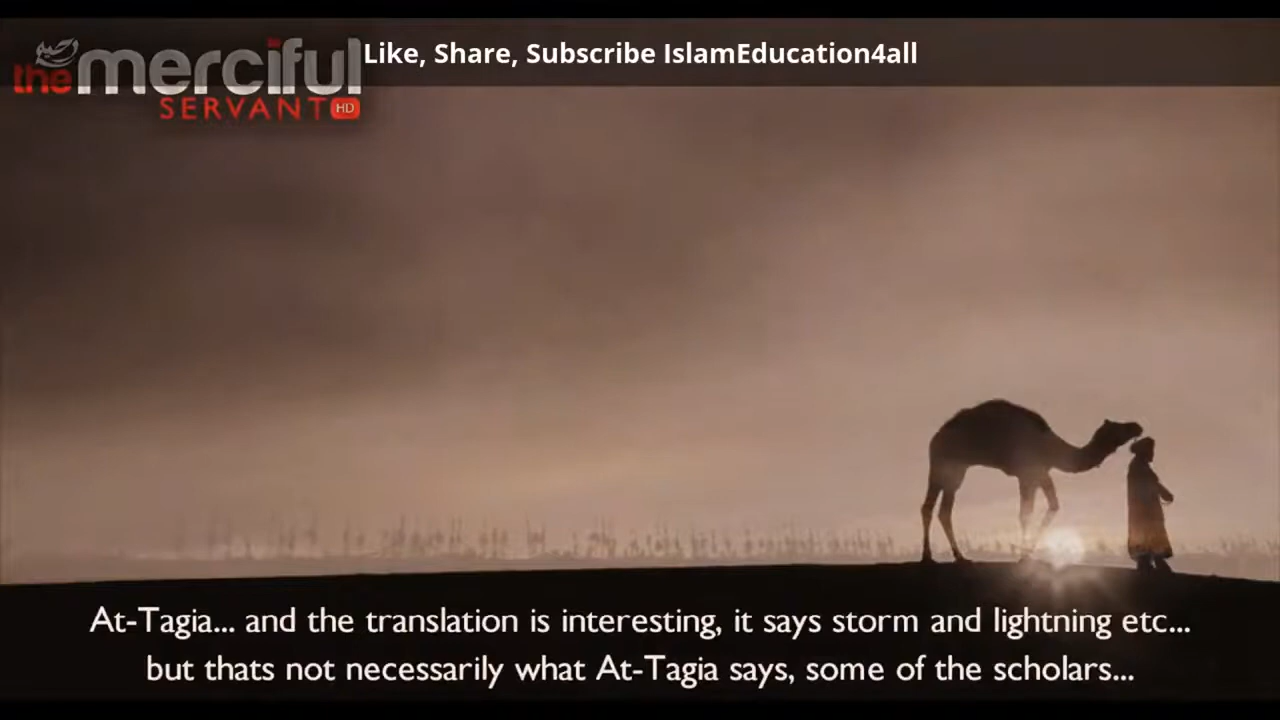 the merciful
SERVANT HD
Like, Share, Subscribe IslamEducation4all
At-Tagia... and the translation is interesting, it says storm and lightning etc...
but thats not necessarily what At-Tagia says, some of the scholars...